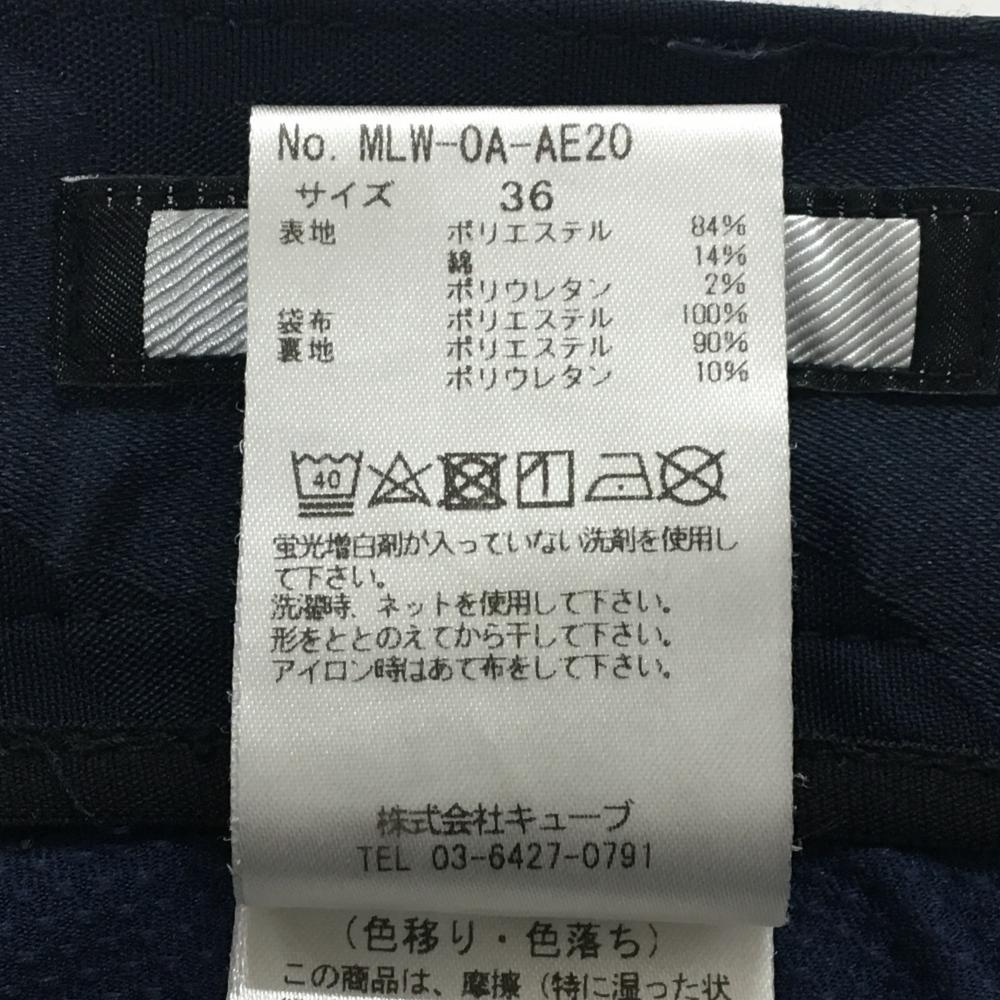 No. MLW-0A-AE20
サイズ 36
表地 ポリエステル 84%
綿 14%
ポリウレタン 2%
袋布 ポリエステル 100%
裏地 ポリエステル 90%
ポリウレタン 10%
40
蛍光増白剤が入っていない洗剤を使用し
て下さい。
洗濯時、ネットを使用して下さい。
形をととのえてから干して下さい。
アイロン時はあて布をして下さい。
株式会社キューブ
TEL 03-6427-0791
(色移り・色落ち)
この商品は、摩擦(特に湿った状